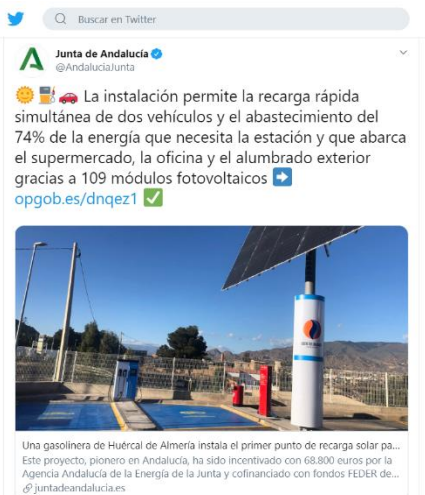 Buscar en Twitter
Junta de Andalucía
@AndaluciaJunta
La instalación permite la recarga rápida
simultánea de dos vehículos y el abastecimiento del
74% de la energía que necesita la estación y que abarca
el supermercado, la oficina y el alumbrado exterior
gracias a 109 módulos fotovoltaicos
opgob.es/dnqez1
Una gasolinera de Huércal de Almería instala el primer punto de recarga solar pa...
Este proyecto, pionero en Andalucía, ha sido incentivado con 68.800 euros por la
Agencia Andaluza de la Energía de la Junta y cofinanciado con fondos FEDER de...
juntadeandalucia.es